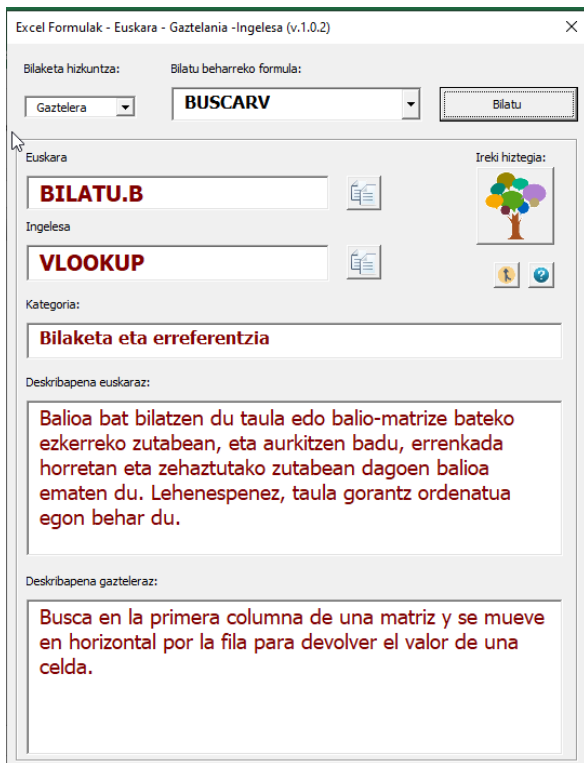 Excel Formulak - Euskara - Gaztelania -Ingelesa (v.1.0.2)
Bilaketa hizkuntza:
Bilatu beharreko formula:
Gaztelera
BUSCARV
Bilatu
Euskara
Ireki hiztegia:
BILATU.B
Ingelesa
VLOOKUP
Kategoria:
Bilaketa eta erreferentzia
Deskribapena euskaraz:
Balioa bat bilatzen du taula edo balio-matrize bateko
ezkerreko zutabean, eta aurkitzen badu, errenkada
horretan eta zehaztutako zutabean dagoen balioa
ematen du. Lehenespenez, taula gorantz ordenatua
egon behar du.
Deskribapena gazteleraz:
Busca en la primera columna de una matriz y se mueve
en horizontal por la fila para devolver el valor de una
celda.